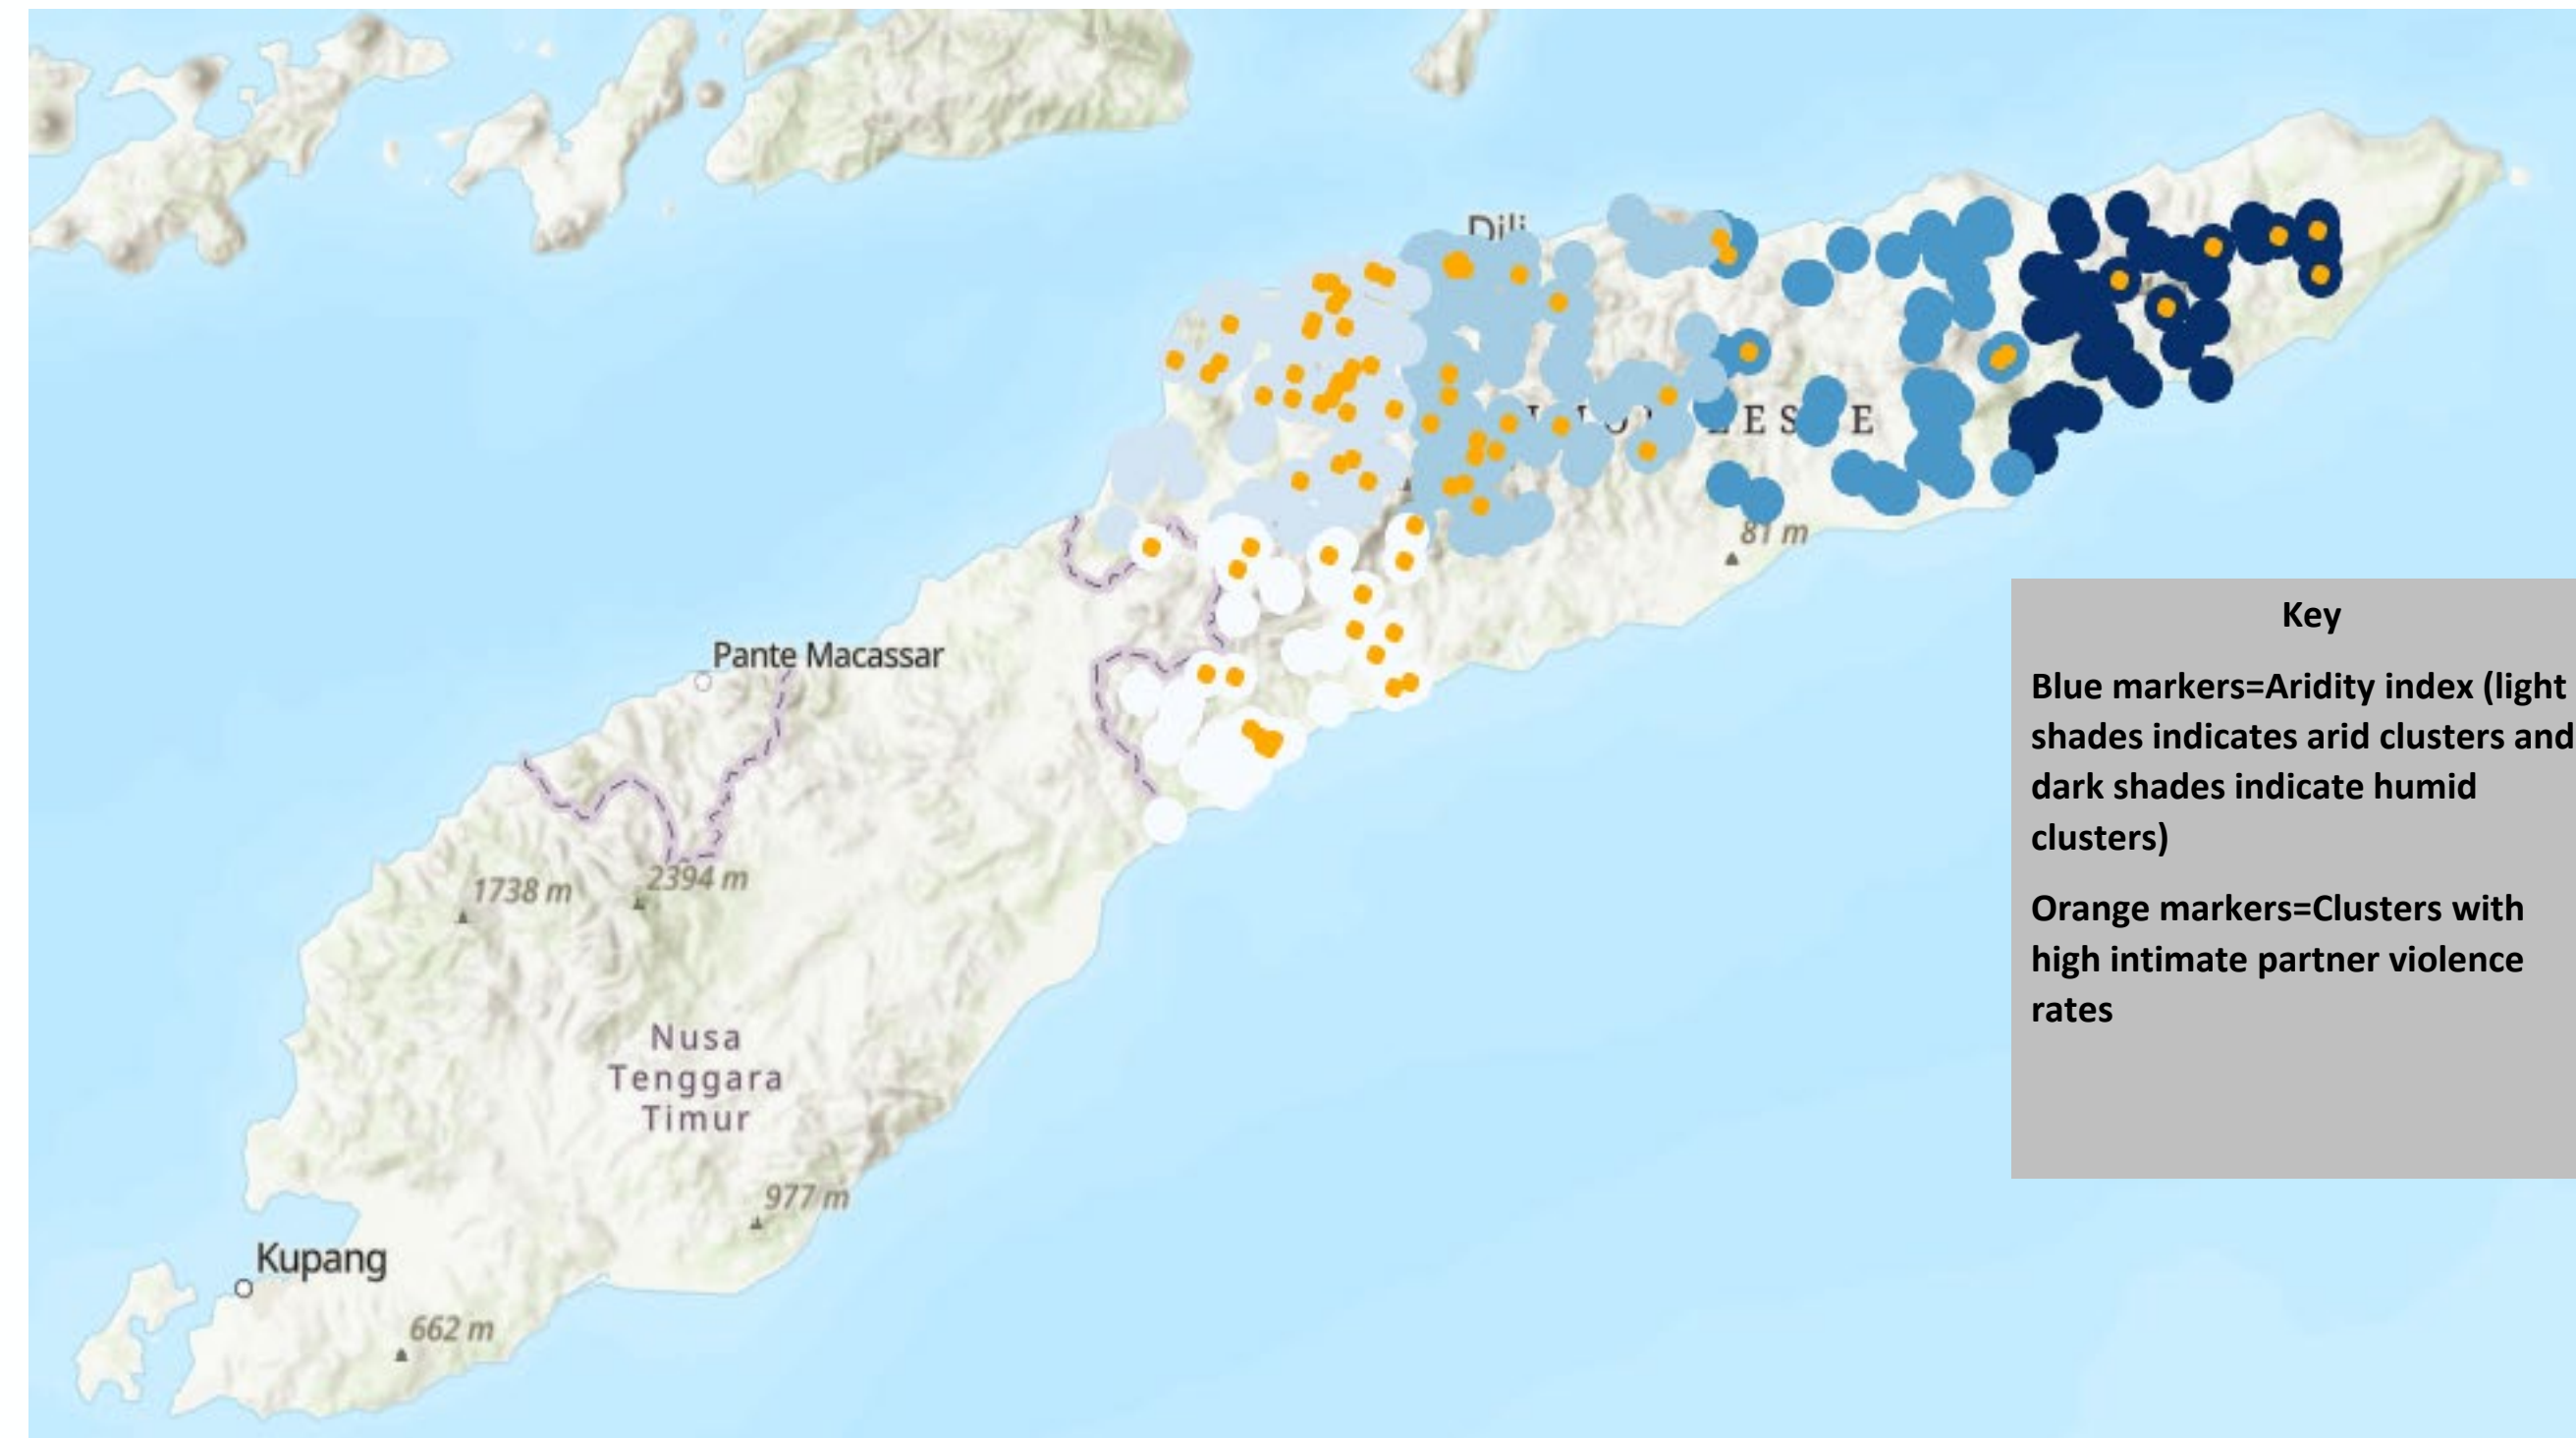 Dili
E S E
81 m
Pante Macassar
1738 m
2394 m
Nusa
Tenggara
Timur
977 m
Kupang
662 m
Key
Blue markers=Aridity index (light
shades indicates arid clusters and
dark shades indicate humid
clusters)
Orange markers=Clusters with
high intimate partner violence
rates